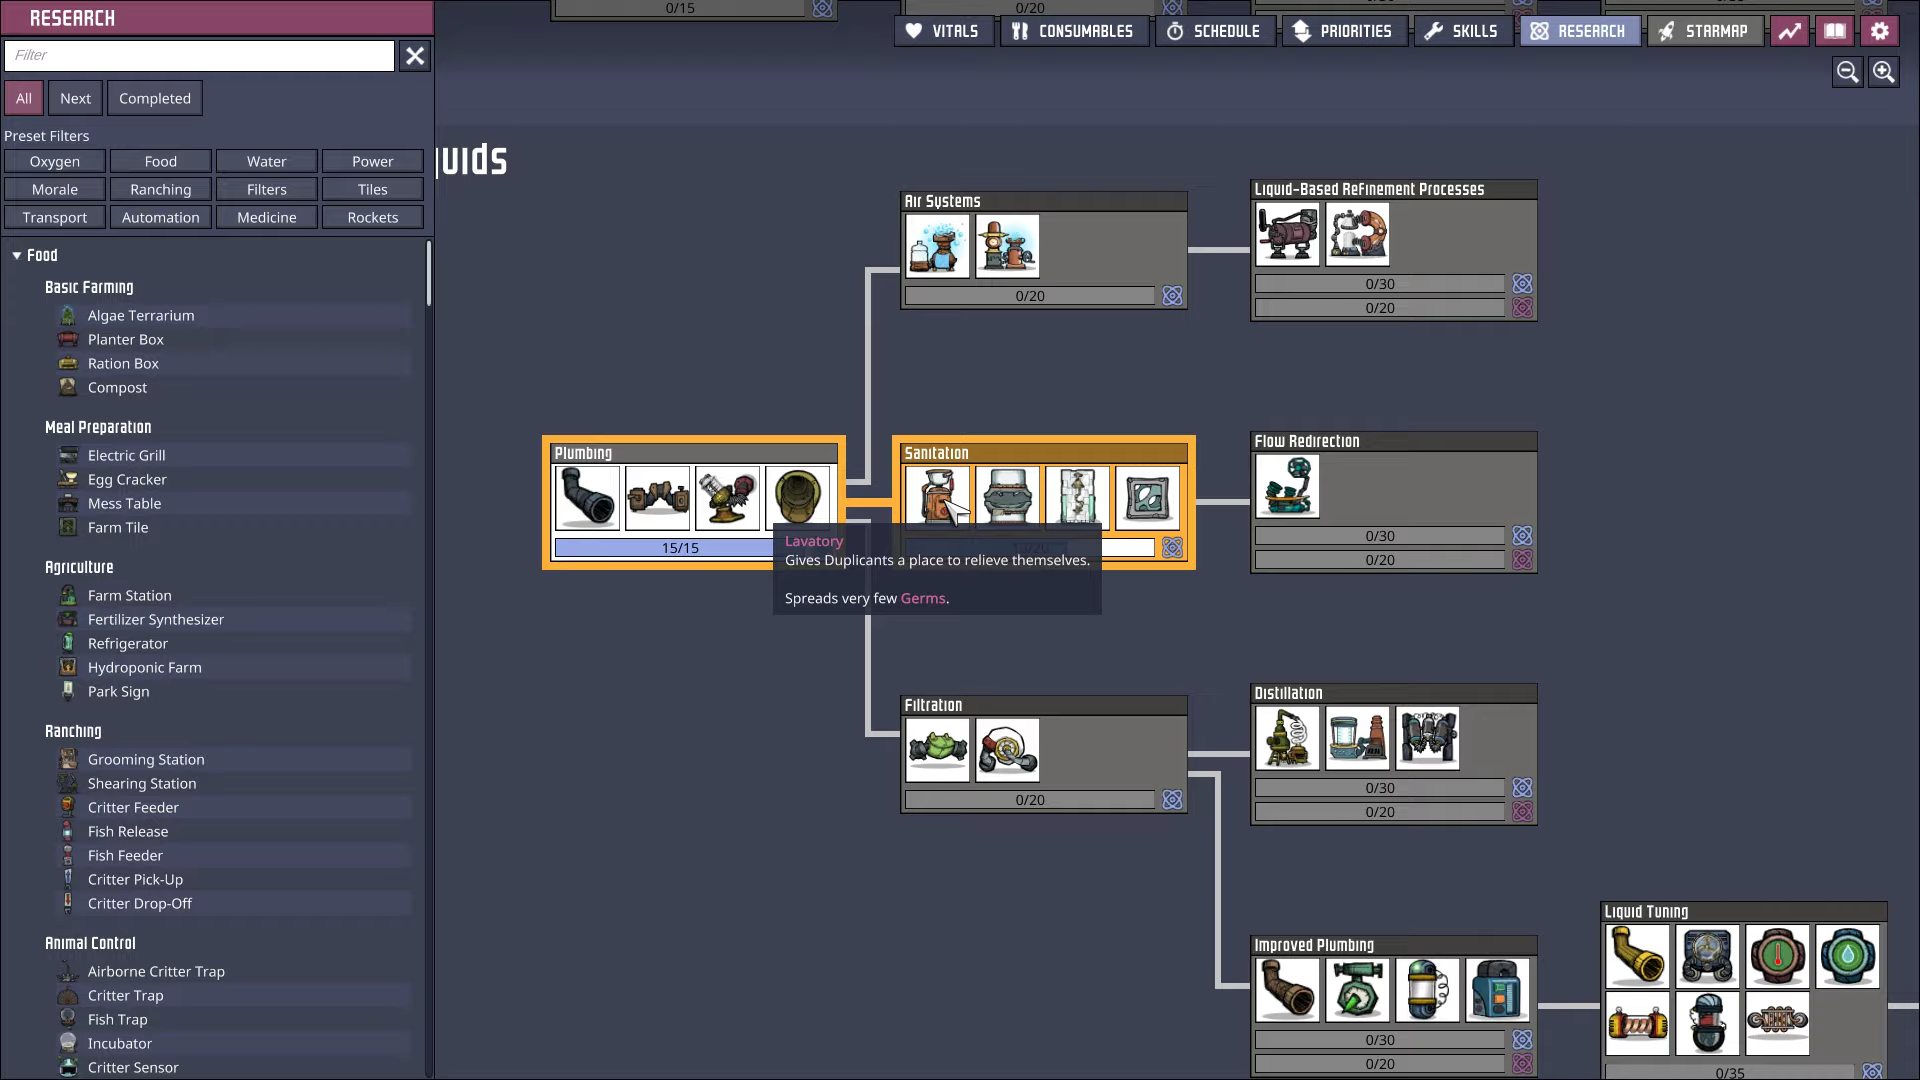 RESEARCH
0/15
0/20
VITALS
CONSUMABLES
SCHEDULE
PRIORITIES
SKILLS
RESEARCH
STARMAP
Filter
All
Next
Completed
Preset Filters
Oxygen
Food
Water
Power
Morale
Ranching
Filters
Tiles
Transport
Automation
Medicine
Rockets
Food
Basic Farming
Algae Terrarium
Planter Box
Ration Box
Compost
Meal Preparation
Electric Grill
Egg Cracker
Mess Table
Farm Tile
Agriculture
Farm Station
Fertilizer Synthesizer
Refrigerator
Hydroponic Farm
Park Sign
Ranching
Grooming Station
Shearing Station
Critter Feeder
Fish Release
Fish Feeder
Critter Pick-Up
Critter Drop-Off
Animal Control
Airborne Critter Trap
Critter Trap
Fish Trap
Incubator
Critter Sensor
uids
Air Systems
0/20
Liquid-Based Refinement Processes
0/30
0/20
Plumbing
15/15
Sanitation
Lavatory
Gives Duplicants a place to relieve themselves.
Spreads very few Germs.
Flow Redirection
0/30
0/20
Filtration
0/20
Distillation
0/30
0/20
Improved Plumbing
0/30
0/20
Liquid Tuning
0/35